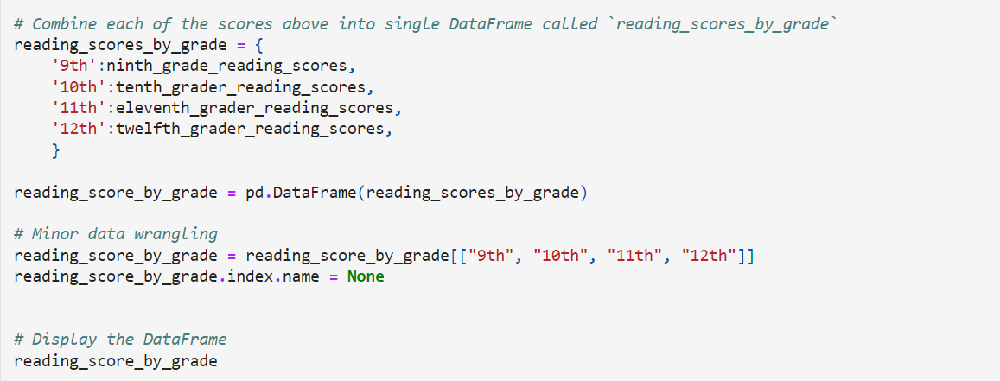 # Combine each of the scores above into single DataFrame called `reading_scores_by_grade`
reading_scores_by_grade = {
    '9th':ninth_grade_reading_scores,
    '10th':tenth_grader_reading_scores,
    '11th':eleventh_grader_reading_scores,
    '12th':twelfth_grader_reading_scores,
    }
reading_score_by_grade = pd.DataFrame(reading_scores_by_grade)
# Minor data wrangling
reading_score_by_grade = reading_score_by_grade[["9th", "10th", "11th", "12th"]]
reading_score_by_grade.index.name = None
# Display the DataFrame
reading_score_by_grade